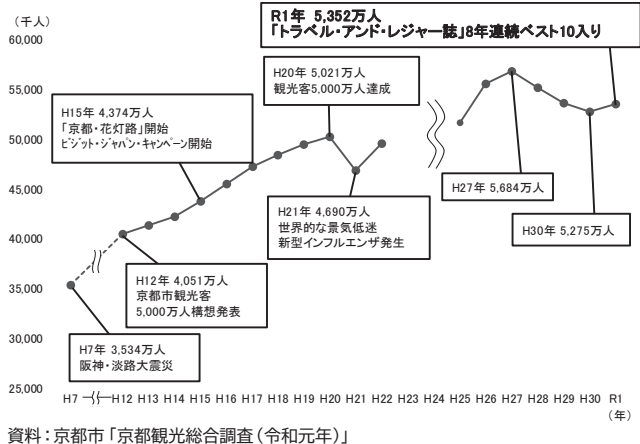 （千人）
60,000
55,000
50,000
45,000
40,000
35,000
30,000
25,000
R1年 5,352万人
「トラベル・アンド・レジャー誌」8年連続ベスト10入り
H20年 5,021万人
観光客5,000万人達成
H15年 4,374万人
「京都・花灯路」開始
ﾋﾞｼﾞｯﾄ・ｼﾞｬﾊﾟﾝ・ｷｬﾝﾍﾟｰﾝ開始
H27年 5,684万人
H21年 4,690万人
世界的な景気低迷
新型インフルエンザ発生
H30年 5,275万人
H12年 4,051万人
京都市観光客
5,000万人構想発表
H7年 3,534万人
阪神・淡路大震災
H7 H12 H13 H14 H15 H16 H17 H18 H19 H20 H21 H22 H23 H24 H25 H26 H27 H28 H29 H30 R1
（年）
資料：京都市「京都観光総合調査（令和元年）」